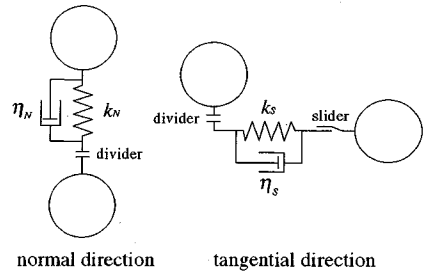 η_N
k_N
divider
normal direction
divider
k_S
slider
η_s
tangential direction